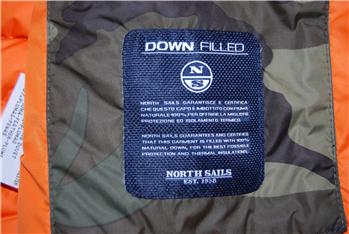 DOWN FILLED
N S
NORTH SAILS GARANTISCE E CERTIFICA
CHE QUESTO CAPO È IMBOTTITO CON PIUMA
NATURALE 100% PER OFFRIRE LA MIGLIORE
PROTEZIONE ED ISOLAMENTO TERMICO.
NORTH SAILS GUARANTEES AND CERTIFIES
THAT THIS GARMENT IS FILLED WITH 100%
NATURAL DOWN, FOR THE BEST POSSIBLE
PROTECTION AND THERMAL INSULATIONS.
NORTH SAILS
EST. 1958